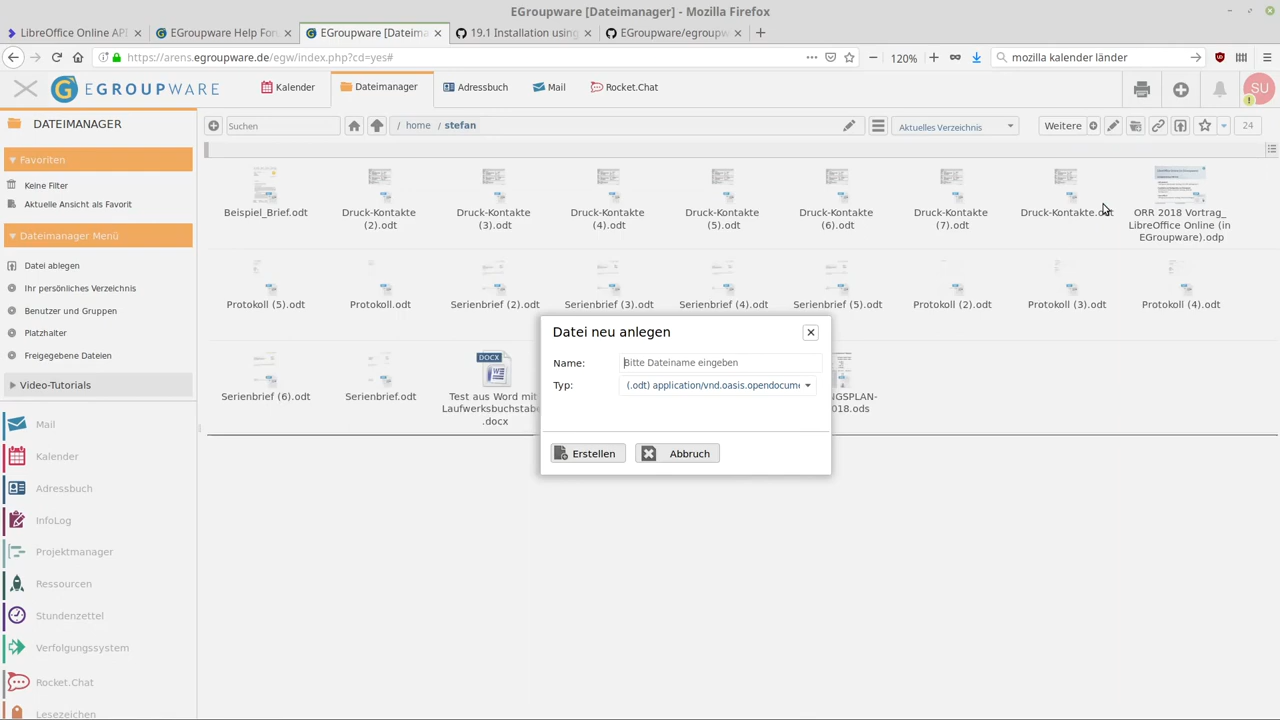 EGroupware [Dateimanager] - Mozilla Firefox
LibreOffice Online API
EGroupware Help For
EGroupware [Dateima
19.1 Installation using
EGroupware/egroupw
https://arens.egroupware.de/egw/index.php?cd=yes#
120%
mozilla kalender länder
EGROUPWARE
Kalender
Dateimanager
Adressbuch
Mail
Rocket.Chat
SU
DATEIMANAGER
Suchen
/ home / stefan
Aktuelles Verzeichnis
Weitere
24
Favoriten
Keine Filter
Aktuelle Ansicht als Favorit
Dateimanager Menü
Datei ablegen
Ihr persönliches Verzeichnis
Benutzer und Gruppen
Platzhalter
Freigegebene Dateien
Video-Tutorials
Mail
Kalender
Adressbuch
InfoLog
Projektmanager
Ressourcen
Stundenzettel
Verfolgungssystem
Rocket.Chat
Lesezeichen
Beispiel_Brief.odt
Druck-Kontakte
(2).odt
Druck-Kontakte
(3).odt
Druck-Kontakte
(4).odt
Druck-Kontakte
(5).odt
Druck-Kontakte
(6).odt
Druck-Kontakte
(7).odt
Druck-Kontakte.odt
ORR 2018 Vortrag_
LibreOffice Online (in
EGroupware).odp
Protokoll (5).odt
Protokoll.odt
Serienbrief (2).odt
Serienbrief (3).odt
Serienbrief (4).odt
Serienbrief (5).odt
Protokoll (2).odt
Protokoll (3).odt
Protokoll (4).odt
Serienbrief (6).odt
Serienbrief.odt
DOCX
Test aus Word mit
Laufwerksbuchstabe
.docx
NGSPLAN-
018.ods
Datei neu anlegen
Name:
Bitte Dateiname eingeben
Typ:
(.odt) application/vnd.oasis.opendocume
Erstellen
Abbruch